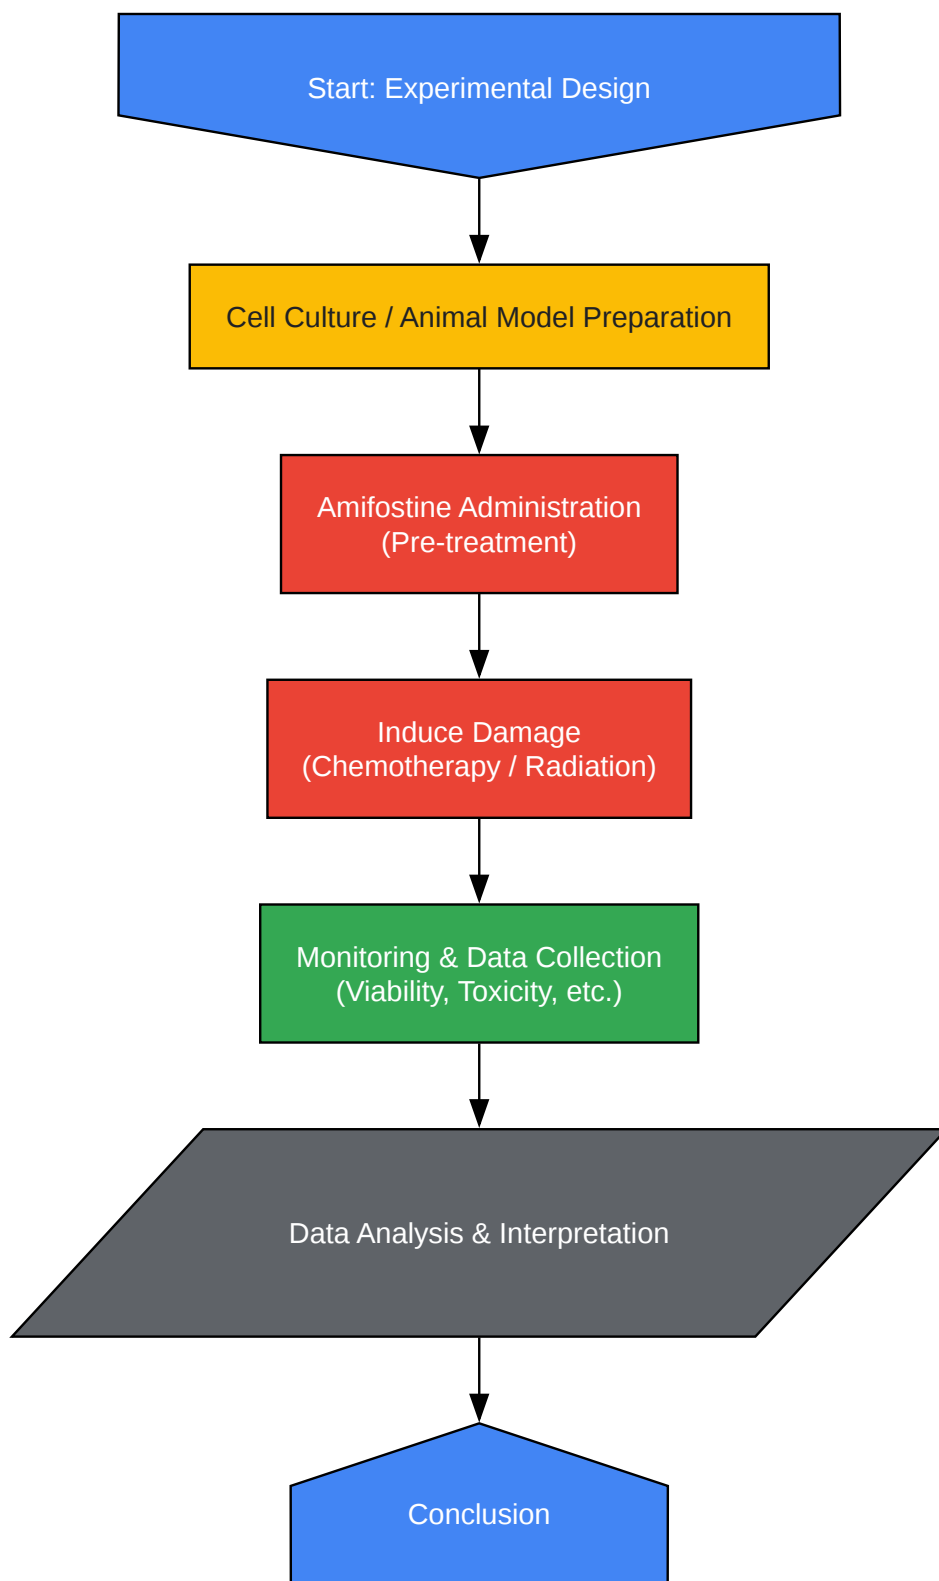 Start: Experimental Design
Cell Culture / Animal Model Preparation
Amifostine Administration
(Pre-treatment)
Induce Damage
(Chemotherapy / Radiation)
Monitoring & Data Collection
(Viability, Toxicity, etc.)
Data Analysis & Interpretation
Conclusion